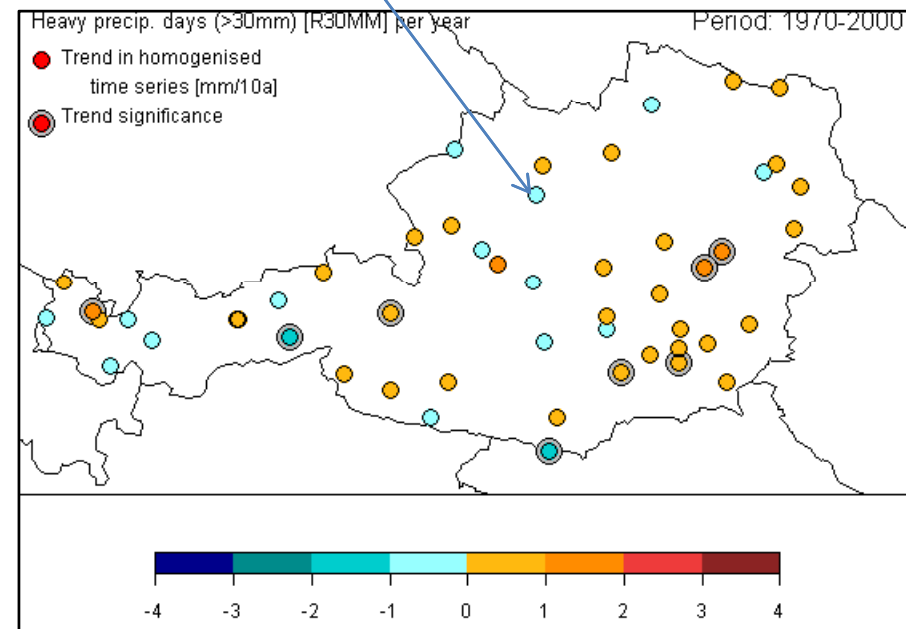 Heavy precip. days (>30mm) [R30MM] per year
Period: 1970-2000
Trend in homogenised
time series [mm/10a]
Trend significance
-4 -3 -2 -1 0 1 2 3 4